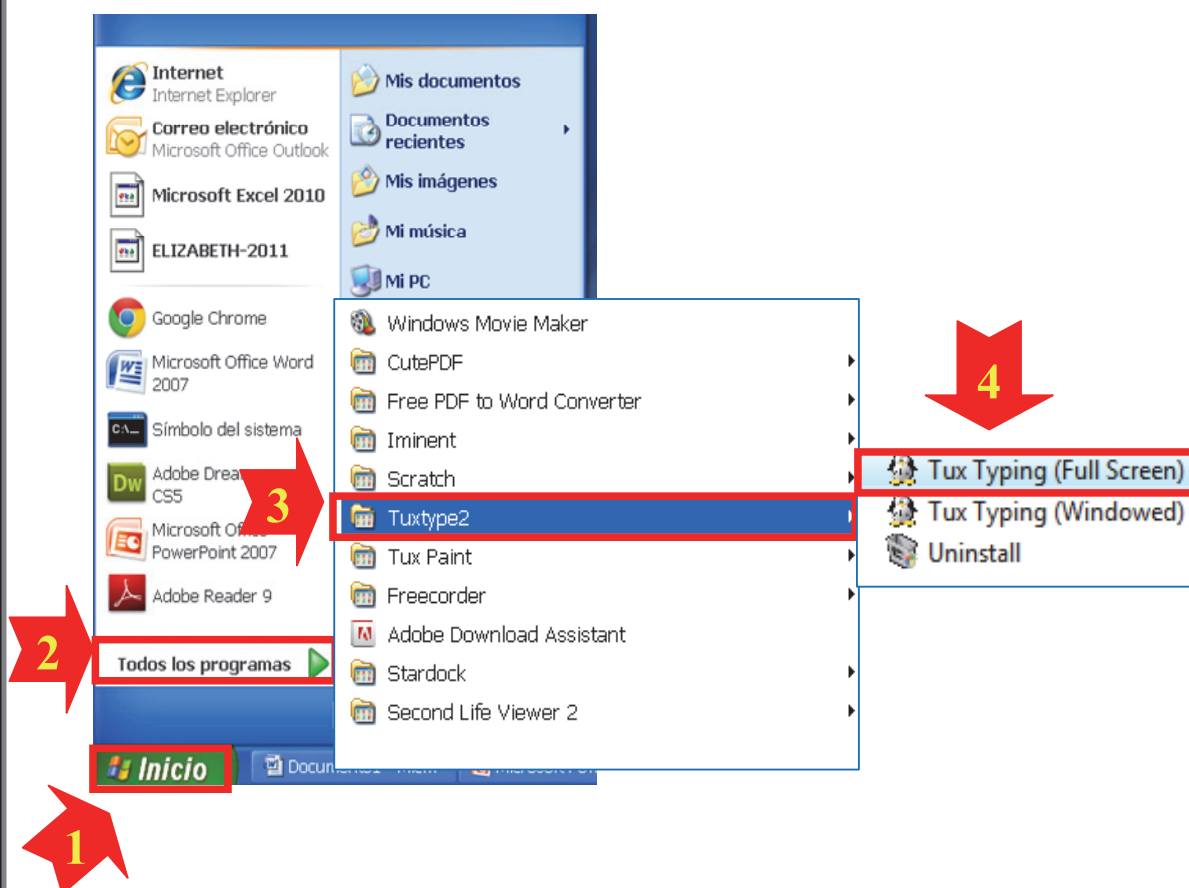 Internet
Internet Explorer
Correo electrónico
Microsoft Office Outlook
Microsoft Excel 2010
ELIZABETH-2011
Google Chrome
Microsoft Office Word
2007
C:\_
Símbolo del sistema
Dw
Adobe Drea
CS5
Microsoft Office
PowerPoint 2007
Adobe Reader 9
2
Todos los programas
1
Inicio
Mis documentos
Documentos
recientes
Mis imágenes
Mi música
Mi PC
Windows Movie Maker
CutePDF
Free PDF to Word Converter
Iminent
Scratch
3
Tuxtype2
Tux Paint
Freecorder
Adobe Download Assistant
Stardock
Second Life Viewer 2
4
Tux Typing (Full Screen)
Tux Typing (Windowed)
Uninstall